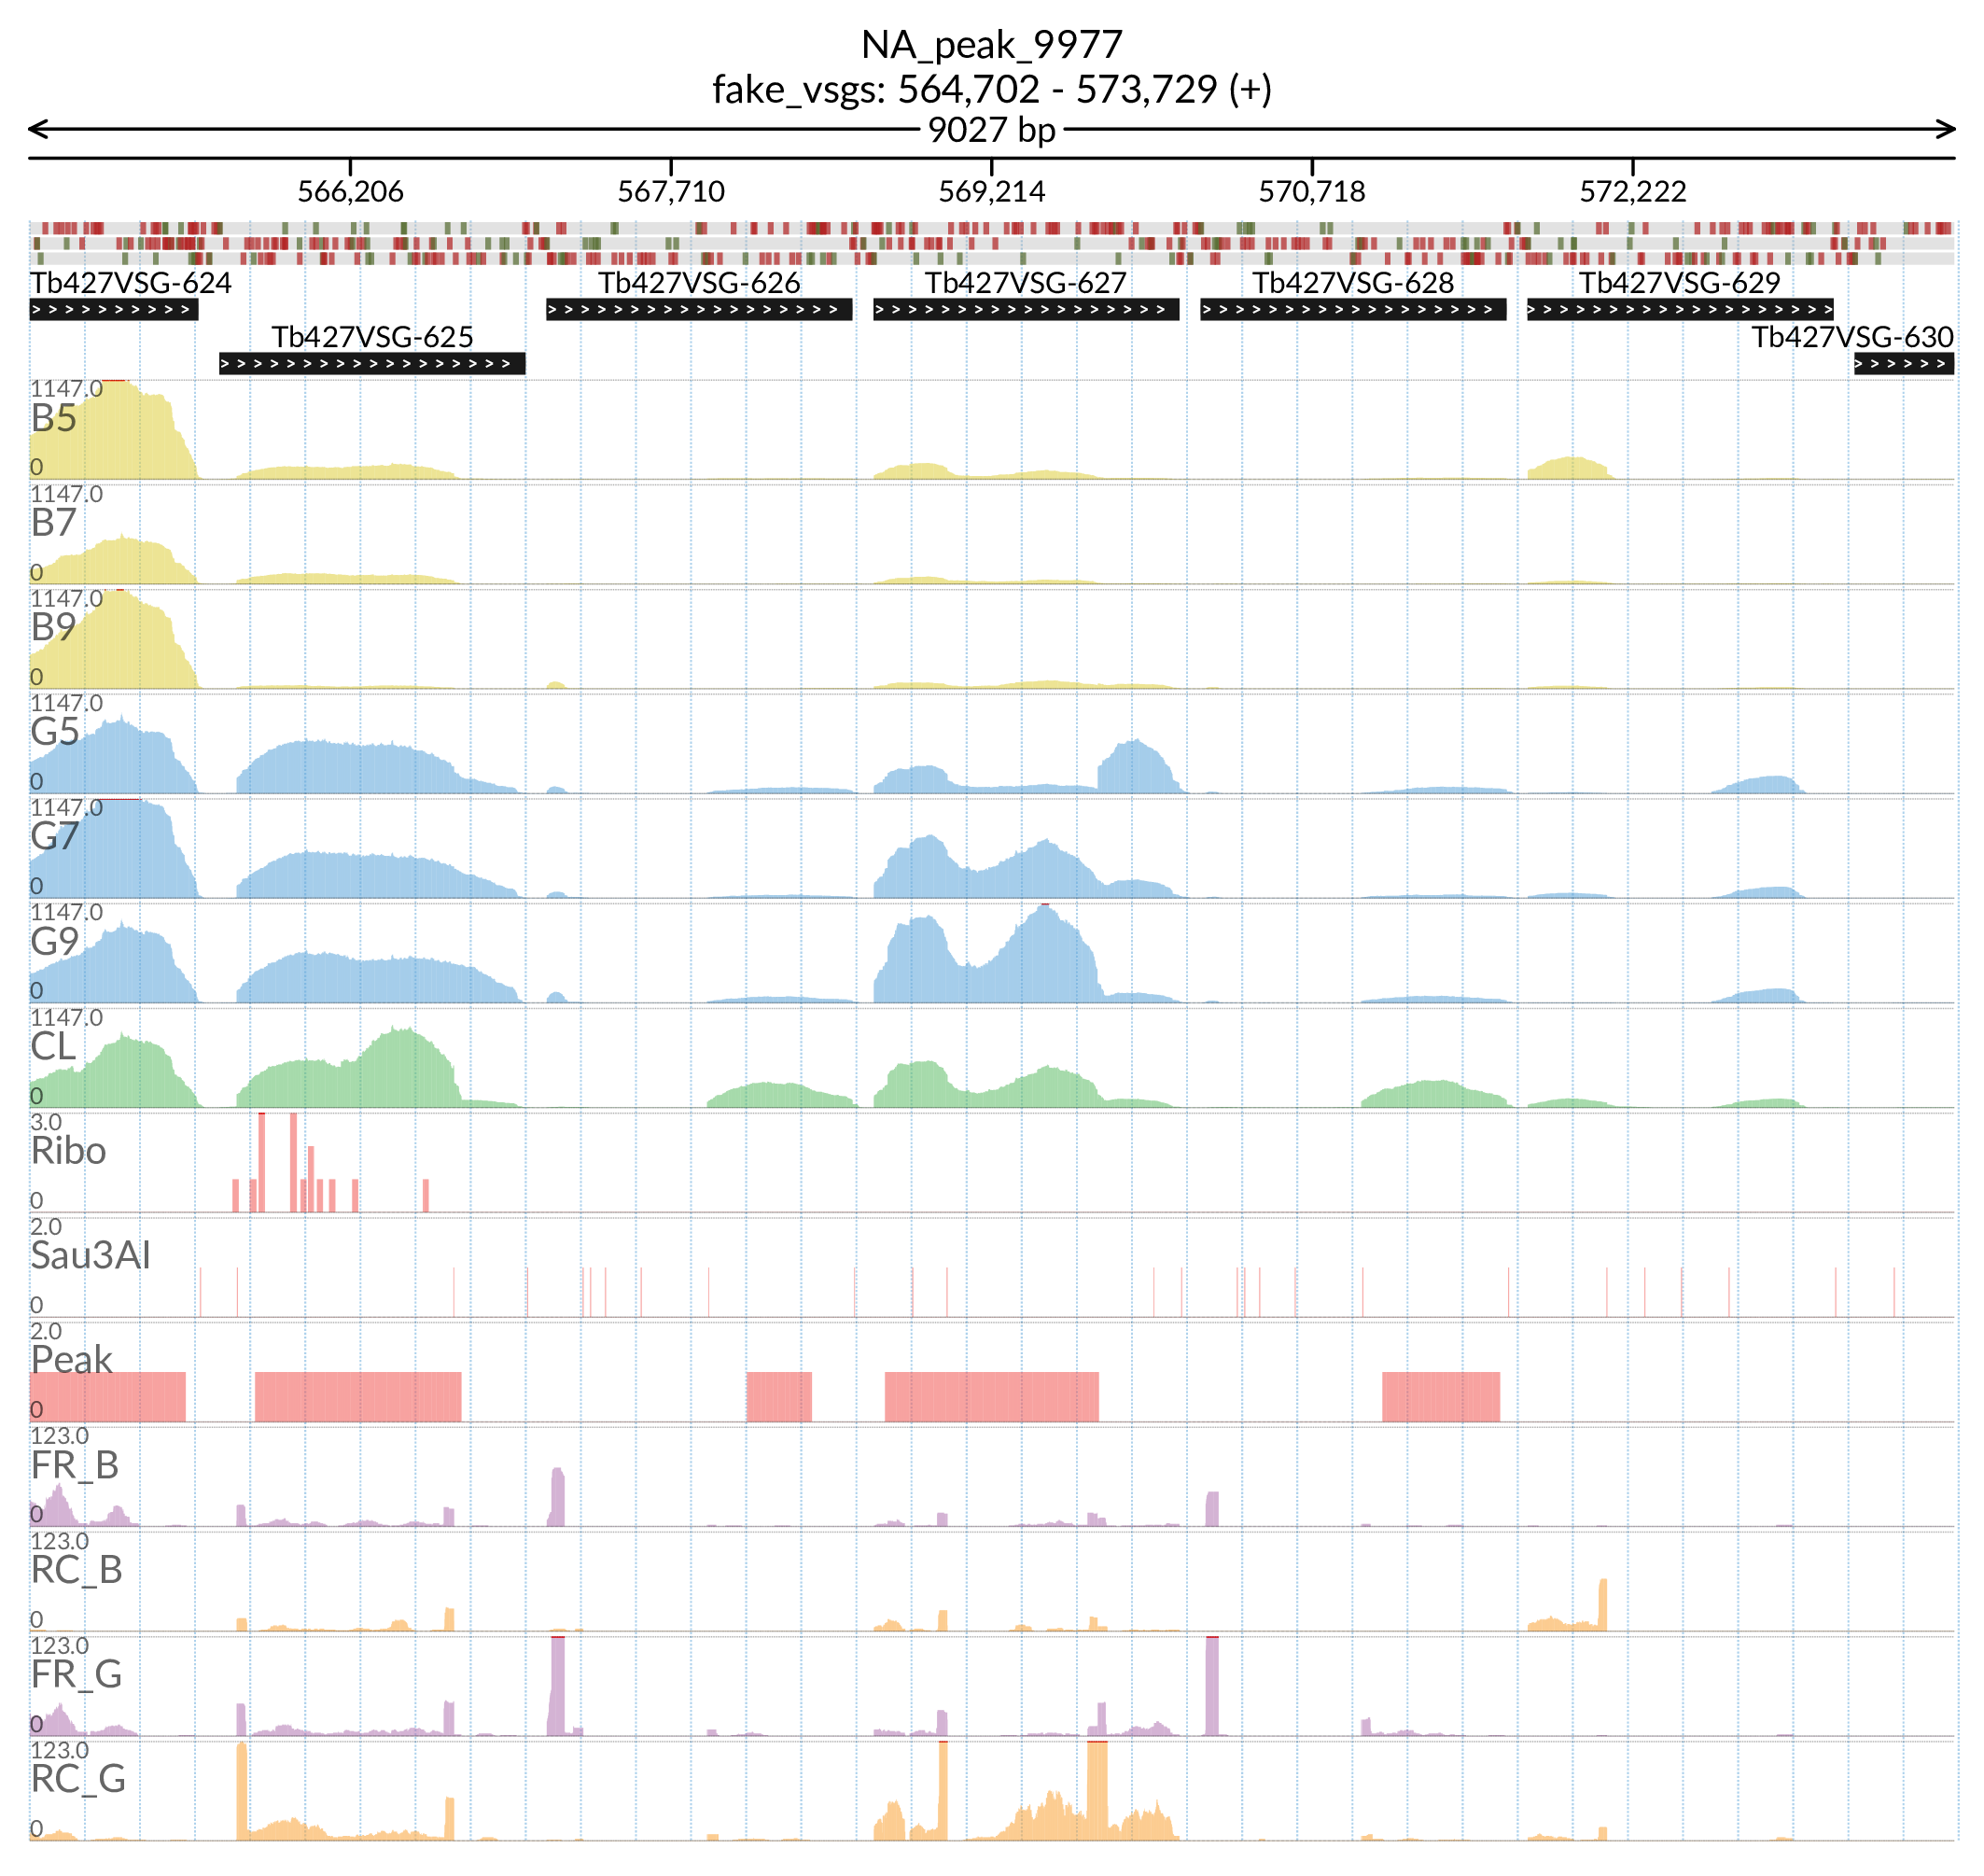 NA_peak_9977
fake_vsgs: 564,702 - 573,729 (+)
9027 bp
566,206 567,710 569,214 570,718 572,222
Tb427VSG-624 Tb427VSG-626 Tb427VSG-627 Tb427VSG-628 Tb427VSG-629
Tb427VSG-625 Tb427VSG-630
1147.0
B5
0
1147.0
B7
0
1147.0
B9
0
1147.0
G5
0
1147.0
G7
0
1147.0
G9
0
1147.0
CL
0
3.0
Ribo
0
2.0
Sau3AI
0
2.0
Peak
0
123.0
FR_B
0
123.0
RC_B
0
123.0
FR_G
0
123.0
RC_G
0